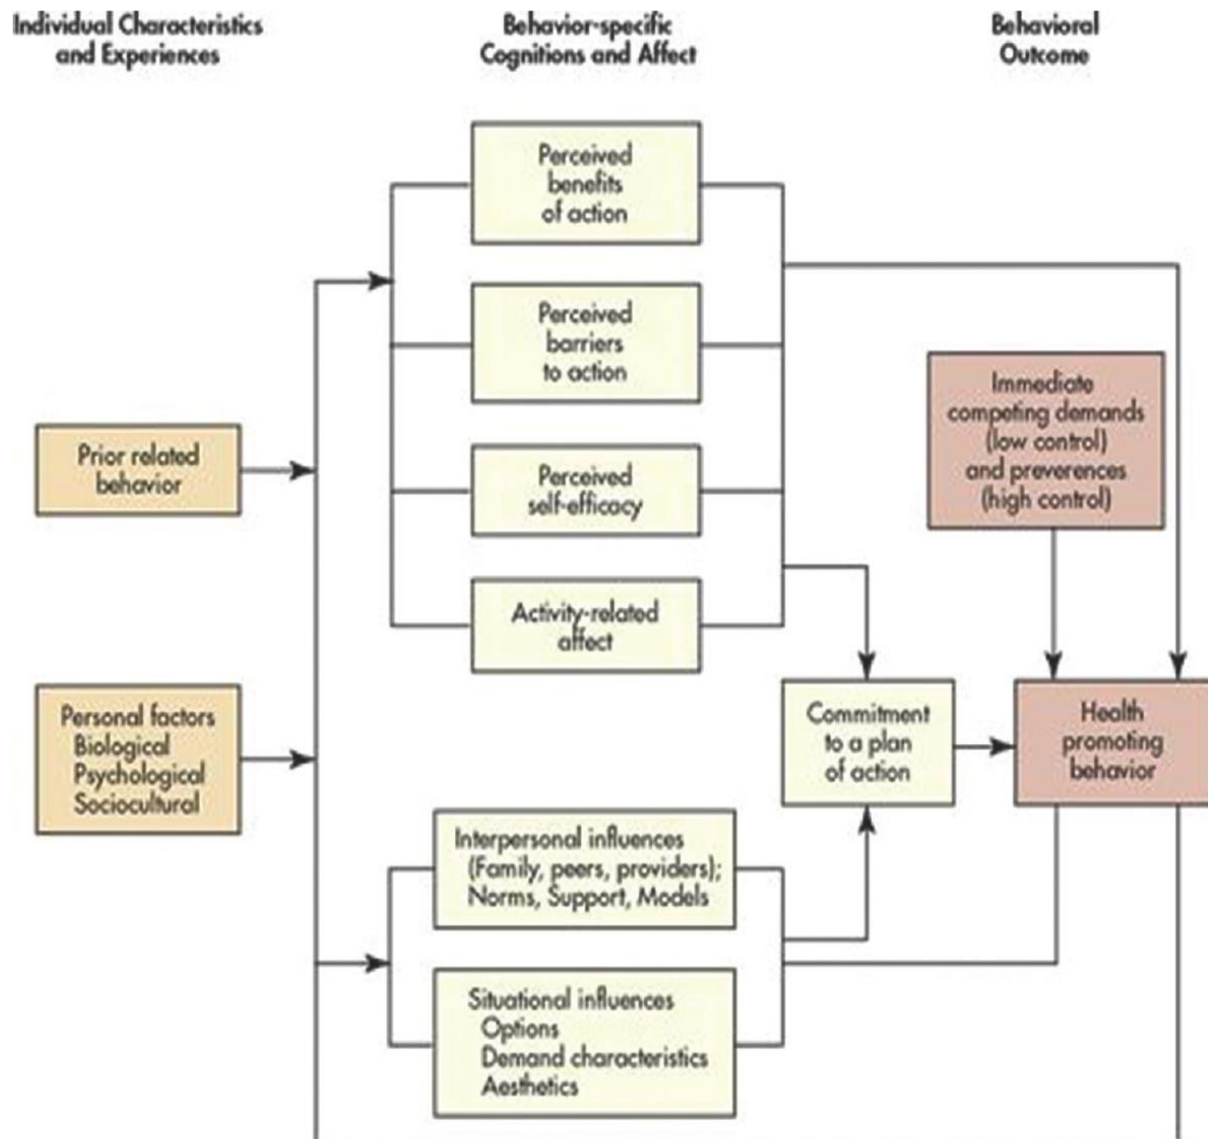 Individual Characteristics
and Experiences
Behavior-specific
Cognitions and Affect
Behavioral
Outcome
Perceived
benefits
of action
Perceived
barriers
to action
Immediate
competing demands
(low control)
and preverences
(high control)
Prior related
behavior
Perceived
self-efficacy
Activity-related
affect
Personal factors
Biological
Psychological
Sociocultural
Commitment
to a plan
of action
Health
promoting
behavior
Interpersonal influences
(Family, peers, providers);
Norms, Support, Models
Situational influences
Options
Demand characteristics
Aesthetics